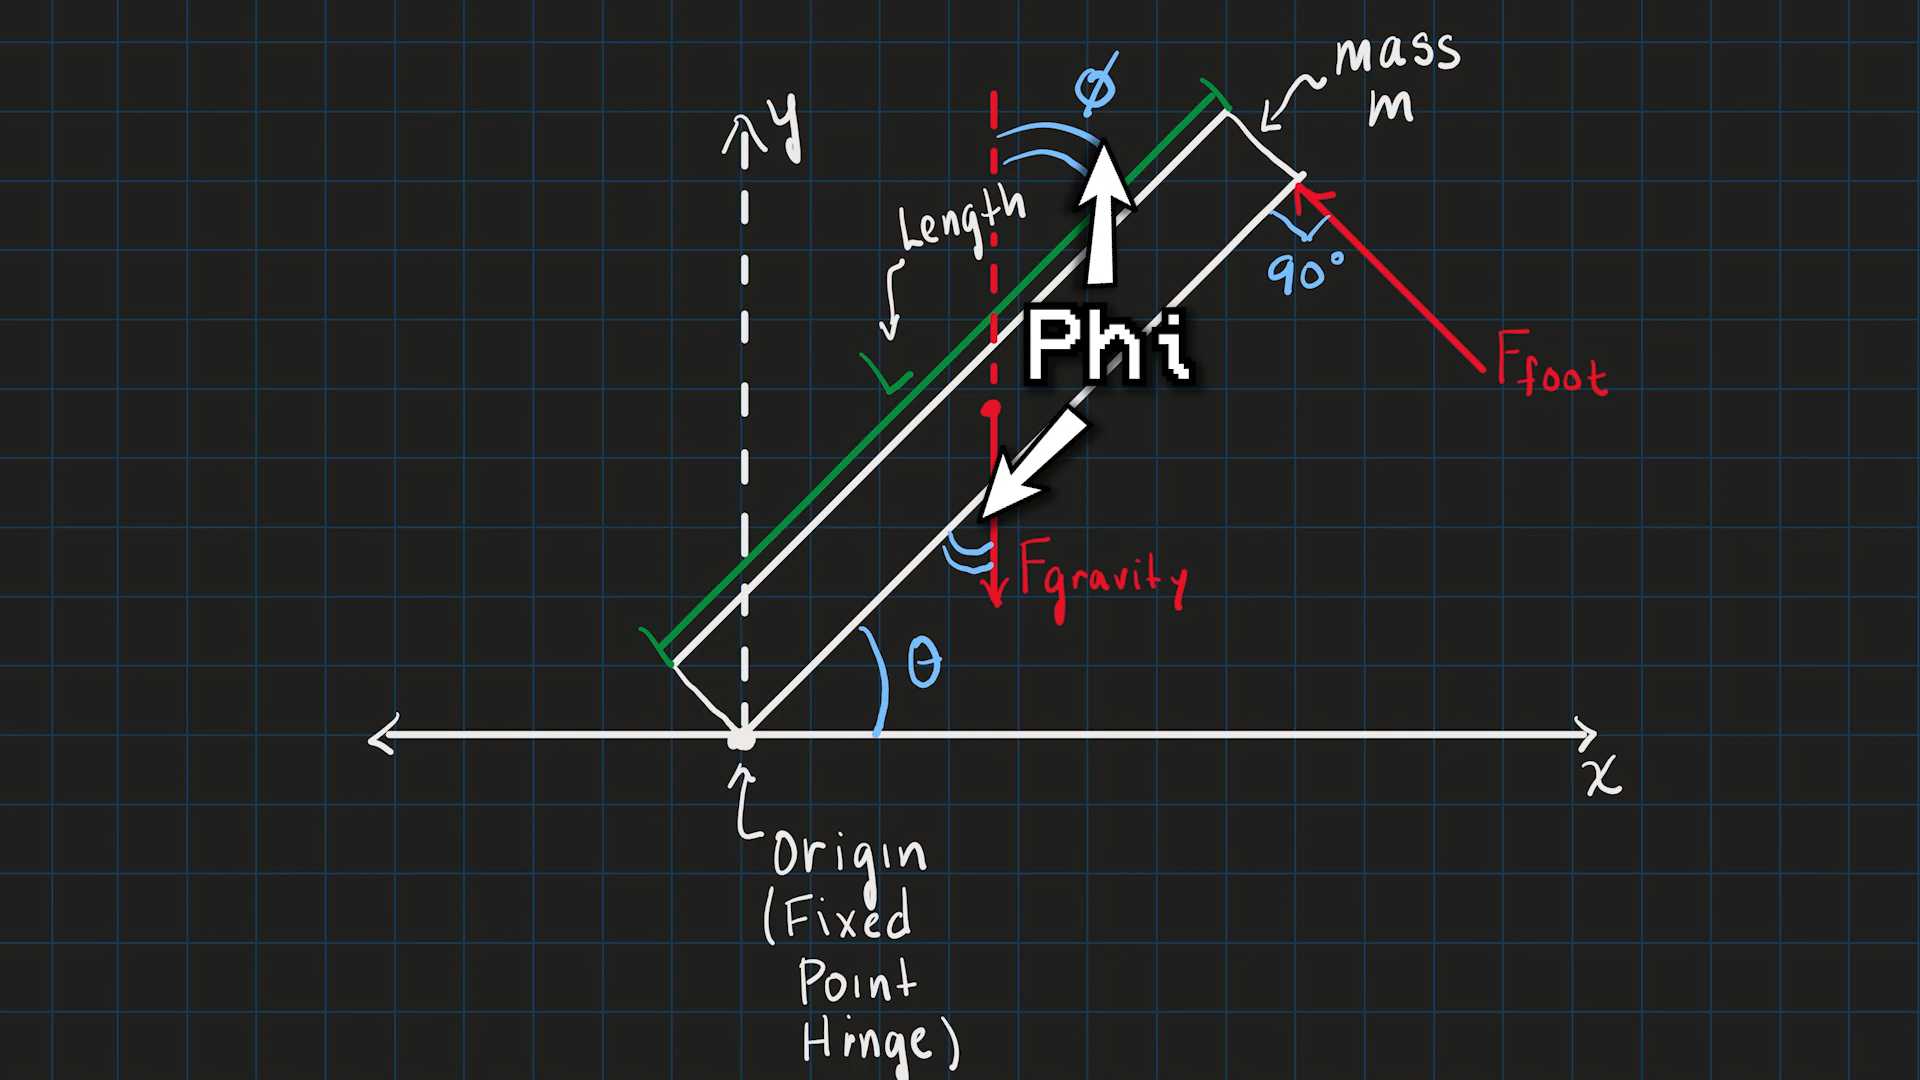 mass
m
ϕ
y
Length
90°
Phi
Ffoot
Fgravity
θ
x
Origin
(Fixed
Point
Hinge)